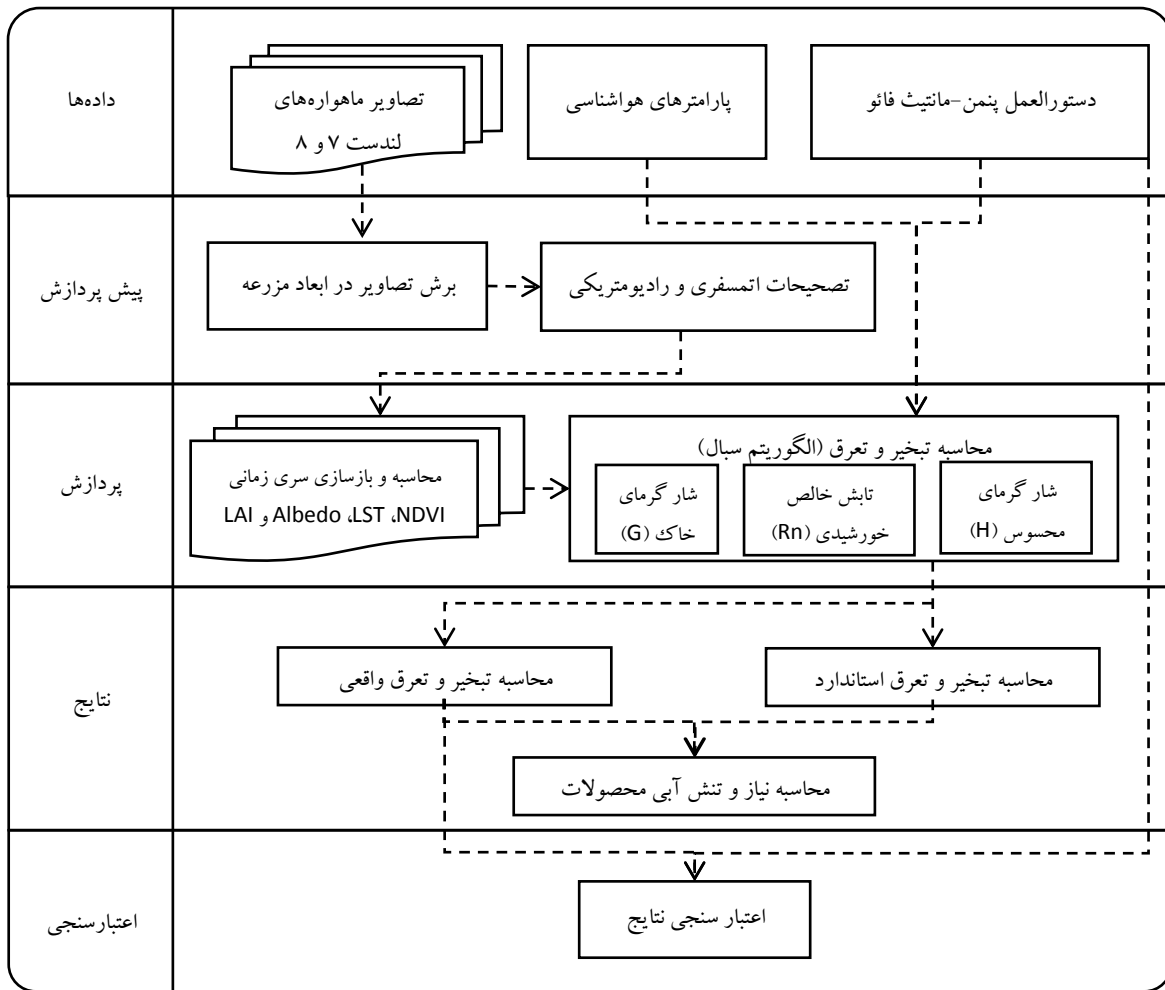 داده‌ها
تصاویر ماهواره‌های
لندست ۷ و ۸
پارامترهای هواشناسی
دستورالعمل پنمن-مانتیث فائو
پیش پردازش
برش تصاویر در ابعاد مزرعه
تصحیحات اتمسفری و رادیومتریکی
پردازش
محاسبه و بازسازی سری زمانی
NDVI، LST، Albedo و LAI
محاسبه تبخیر و تعرق (الگوریتم سبال)
شار گرمای
خاک (G)
تابش خالص
خورشیدی (Rn)
شار گرمای
محسوس (H)
نتایج
محاسبه تبخیر و تعرق واقعی
محاسبه تبخیر و تعرق استاندارد
محاسبه نیاز و تنش آبی محصولات
اعتبارسنجی
اعتبار سنجی نتایج